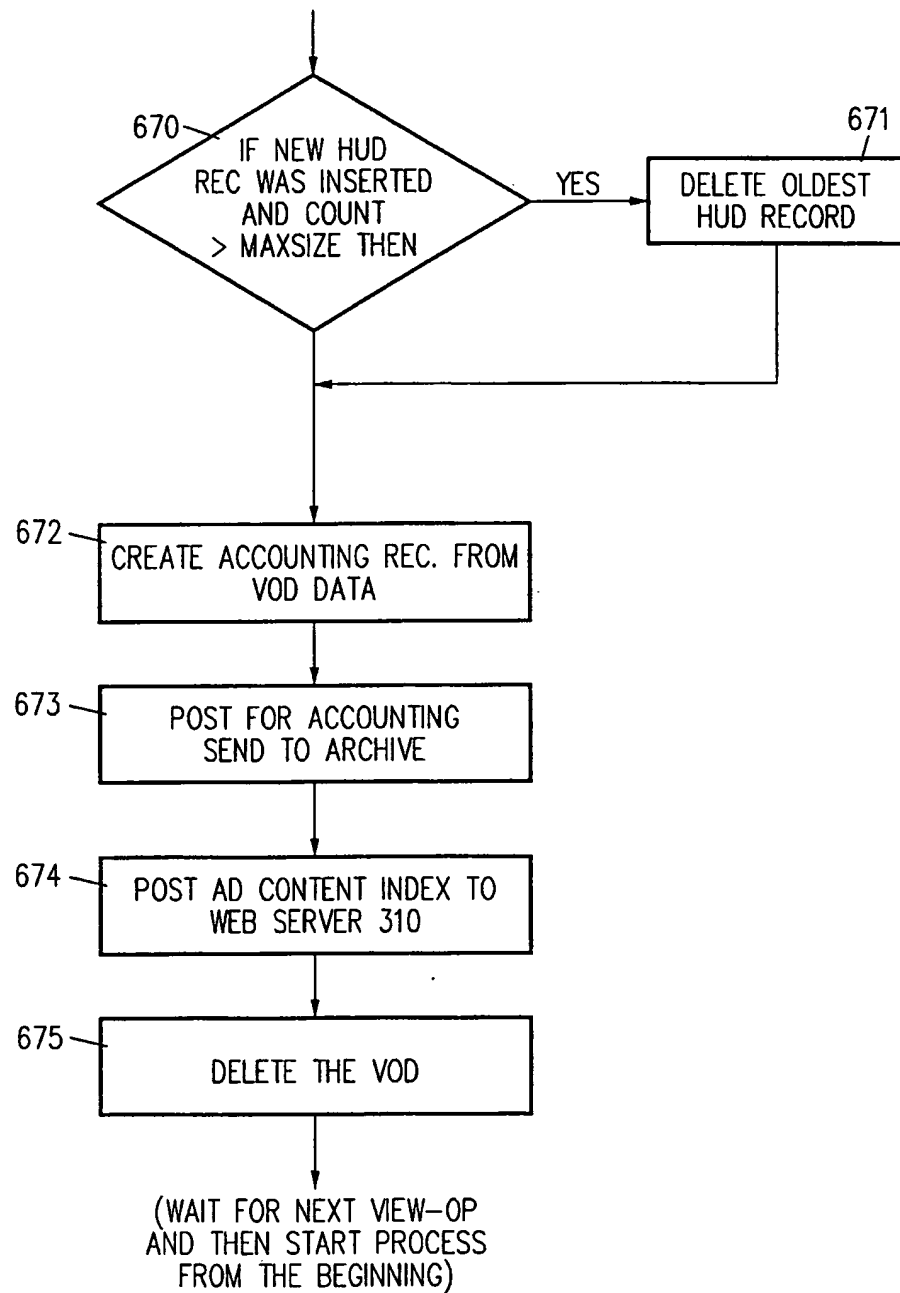 670
IF NEW HUD
REC WAS INSERTED
AND COUNT
> MAXSIZE THEN
YES
671
DELETE OLDEST
HUD RECORD
672
CREATE ACCOUNTING REC. FROM
VOD DATA
673
POST FOR ACCOUNTING
SEND TO ARCHIVE
674
POST AD CONTENT INDEX TO
WEB SERVER 310
675
DELETE THE VOD
(WAIT FOR NEXT VIEW-OP
AND THEN START PROCESS
FROM THE BEGINNING)